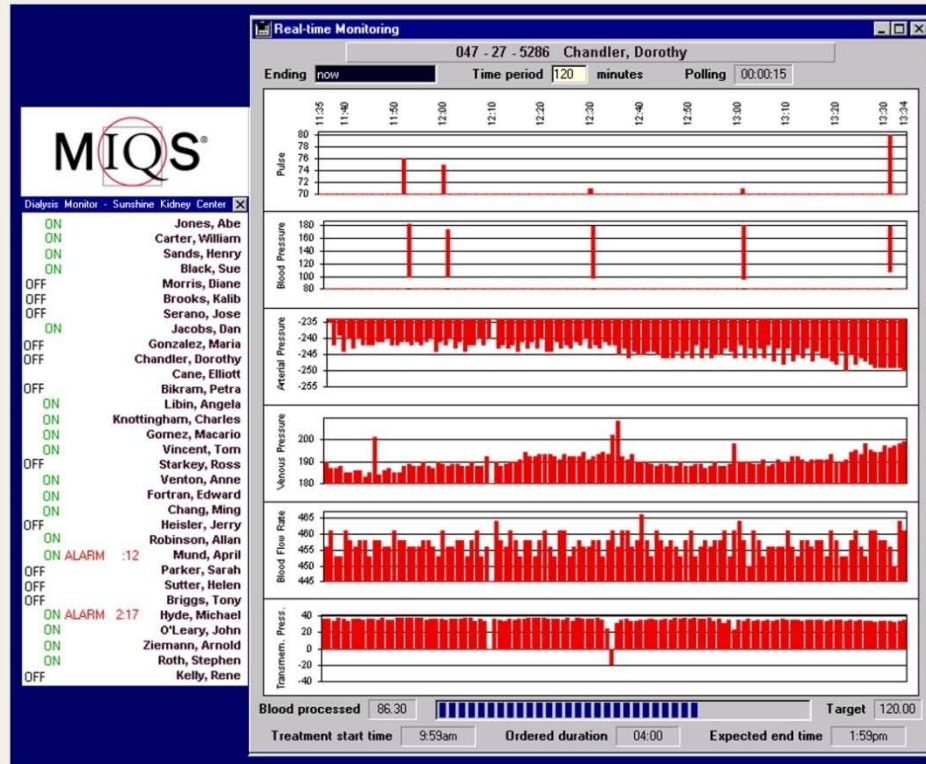 Real-time Monitoring
047 - 27 - 5286 Chandler, Dorothy
Ending now Time period 120 minutes Polling 00:00:15
11:35 11:40 11:50 12:00 12:10 12:20 12:30 12:40 12:50 13:00 13:10 13:20 13:30 13:34
Pulse
80
78
76
74
72
70
Blood Pressure
180
160
140
120
100
80
Arterial Pressure
-235
-240
-245
-250
-255
Venous Pressure
200
190
180
Blood Flow Rate
465
460
455
450
445
Transmem. Press.
40
20
0
-20
-40
Blood processed 86.30 Target 120.00
Treatment start time 9:59am Ordered duration 04:00 Expected end time 1:59pm
MIQS®
Dialysis Monitor - Sunshine Kidney Center
ON Jones, Abe
ON Carter, William
ON Sands, Henry
ON Black, Sue
OFF Morris, Diane
OFF Brooks, Kalib
OFF Serano, Jose
ON Jacobs, Dan
OFF Gonzalez, Maria
OFF Chandler, Dorothy
Cane, Elliott
OFF Bikram, Petra
ON Libin, Angela
ON Knottingham, Charles
ON Gomez, Macario
ON Vincent, Tom
OFF Starkey, Ross
ON Venton, Anne
ON Fortran, Edward
ON Chang, Ming
OFF Heisler, Jerry
ON Robinson, Allan
ON ALARM :12 Mund, April
OFF Parker, Sarah
OFF Sutter, Helen
OFF Briggs, Tony
ON ALARM 2:17 Hyde, Michael
ON O'Leary, John
ON Ziemann, Arnold
ON Roth, Stephen
OFF Kelly, Rene